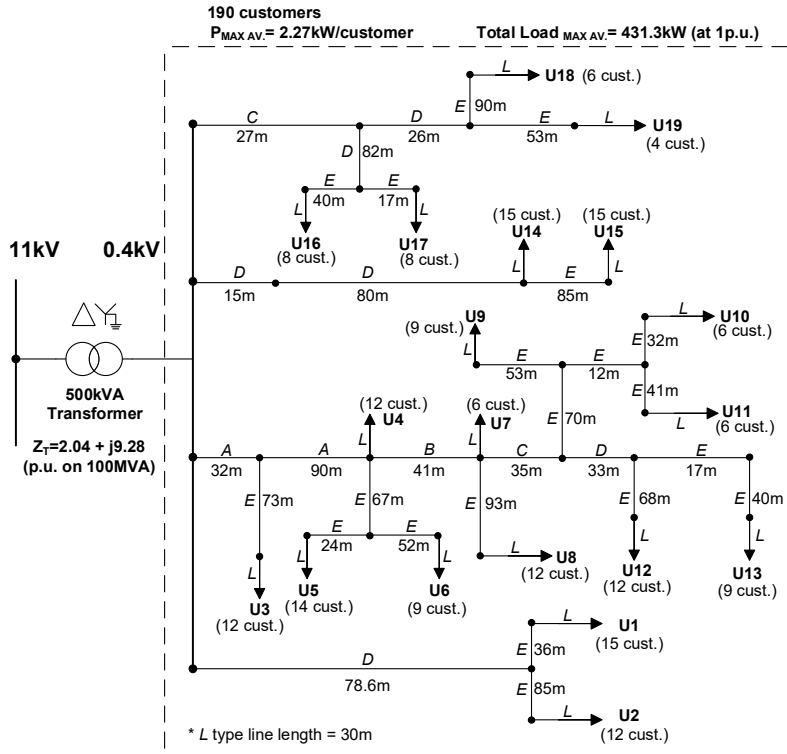 190 customers
P MAX AV.= 2.27kW/customer
Total Load MAX AV.= 431.3kW (at 1p.u.)
L
U18 (6 cust.)
E 90m
C
27m
D
26m
E
53m
L
U19
(4 cust.)
D 82m
E
40m
E
17m
L
L
U16
(8 cust.)
U17
(8 cust.)
(15 cust.)
U14
(15 cust.)
U15
L
L
D
15m
D
80m
E
85m
11kV
0.4kV
500kVA
Transformer
ZT=2.04 + j9.28
(p.u. on 100MVA)
U9
(9 cust.)
L
E
53m
E
12m
L
U10
(6 cust.)
E 32m
E 41m
L
U11
(6 cust.)
E 70m
(12 cust.)
U4
L
(6 cust.)
U7
L
A
32m
A
90m
B
41m
C
35m
D
33m
E
17m
E 73m
E 67m
E 93m
E 68m
E 40m
E
24m
E
52m
L
L
L
L
U8
(12 cust.)
L
L
U3
(12 cust.)
U5
(14 cust.)
U6
(9 cust.)
U12
(12 cust.)
U13
(9 cust.)
L
U1
(15 cust.)
E 36m
D
78.6m
E 85m
L
U2
(12 cust.)
* L type line length = 30m